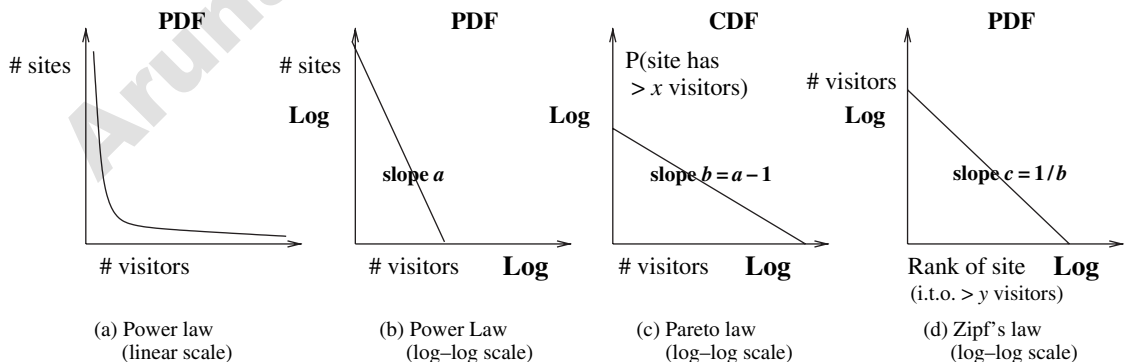 PDF
# sites
Log
# visitors
(a) Power law
(linear scale)
PDF
# sites
slope a
# visitors
Log
(b) Power Law
(log–log scale)
CDF
P(site has
> x visitors)
Log
slope b = a – 1
# visitors
Log
(c) Pareto law
(log–log scale)
PDF
# visitors
Log
slope c = 1/b
Rank of site
Log
(i.t.o. > y visitors)
(d) Zipf's law
(log–log scale)
Arun